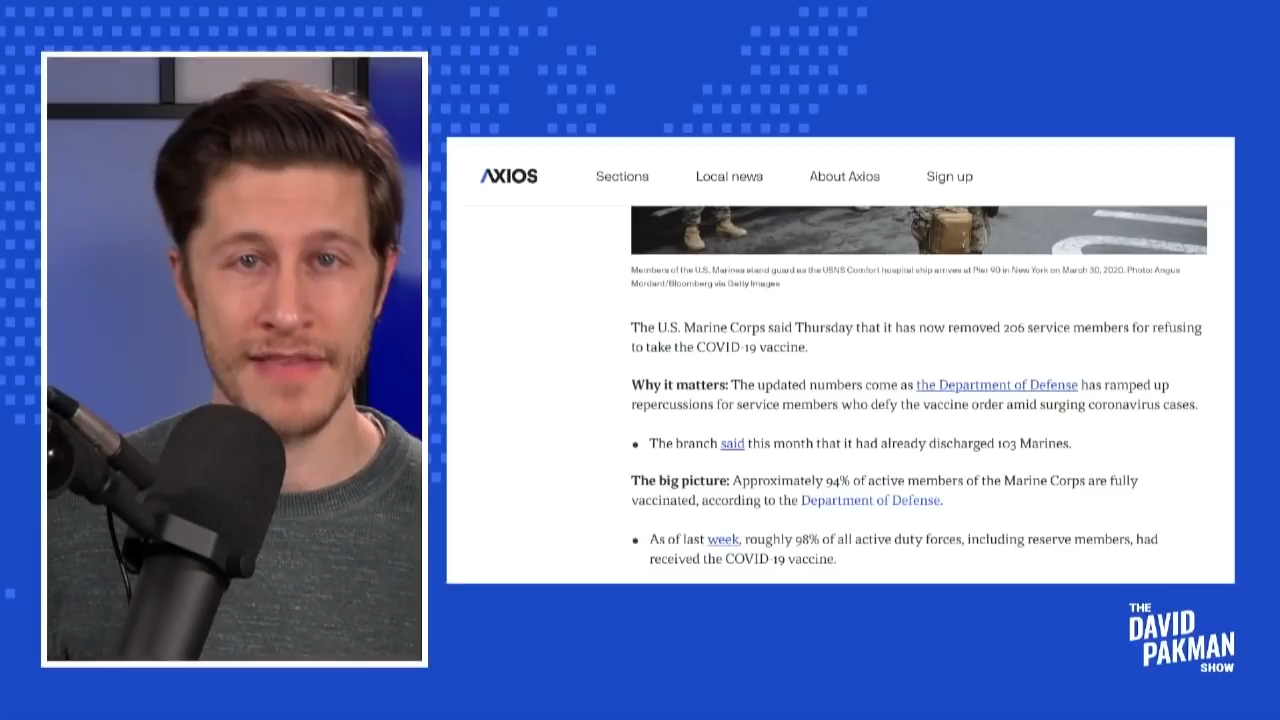 AXIOS Sections Local news About Axios Sign up
Members of the U.S. Marines stand guard as the USNS Comfort hospital ship arrives at Pier 90 in New York on March 30, 2020. Photo: Angus
Mordant/Bloomberg via Getty Images
The U.S. Marine Corps said Thursday that it has now removed 206 service members for refusing
to take the COVID-19 vaccine.
Why it matters: The updated numbers come as the Department of Defense has ramped up
repercussions for service members who defy the vaccine order amid surging coronavirus cases.
• The branch said this month that it had already discharged 103 Marines.
The big picture: Approximately 94% of active members of the Marine Corps are fully
vaccinated, according to the Department of Defense.
• As of last week, roughly 98% of all active duty forces, including reserve members, had
received the COVID-19 vaccine.
THE
DAVID
PAKMAN
SHOW